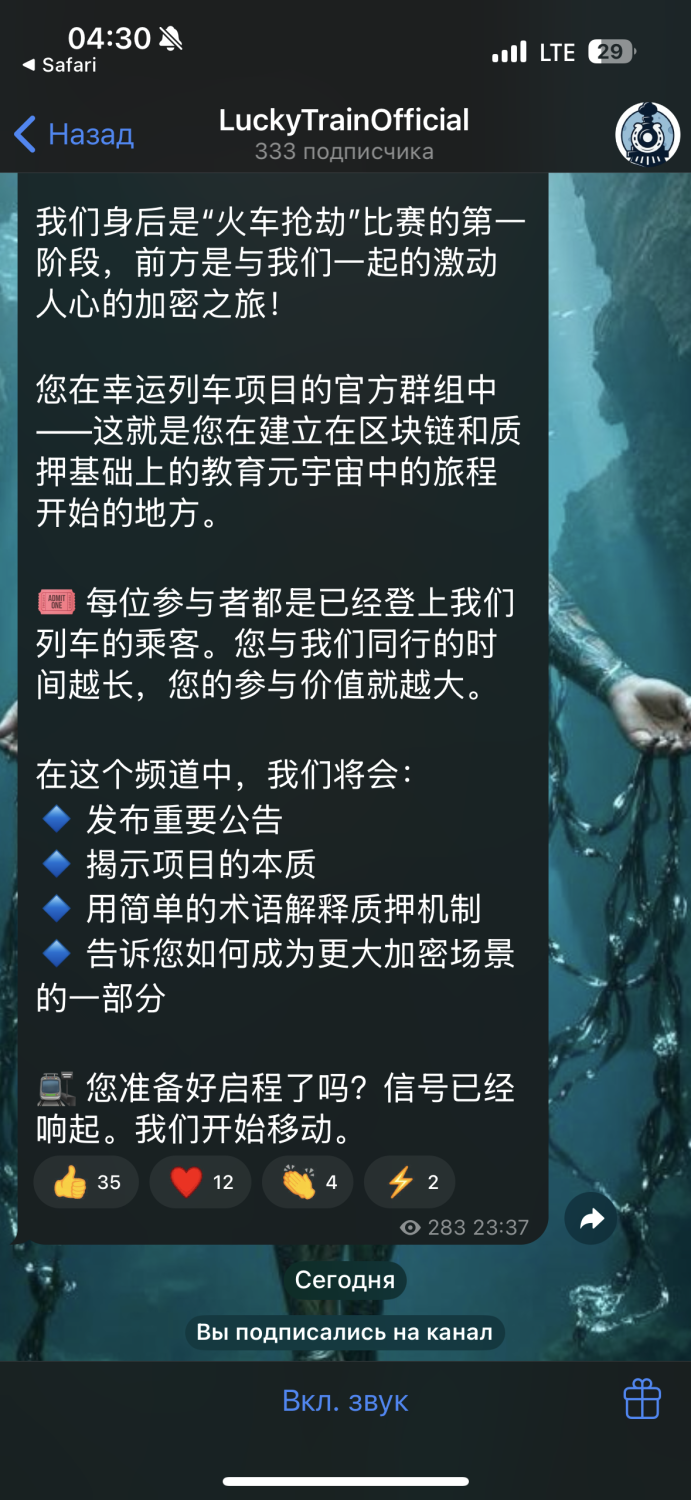 04:30
Safari
LTE
29
Назад
LuckyTrainOfficial
333 подписчика
我们身后是“火车抢劫”比赛的第一
阶段，前方是与我们一起的激动
人心的加密之旅！
您在幸运列车项目的官方群组中
——这就是您在建立在区块链和质
押基础上的教育元宇宙中的旅程
开始的地方。
🎟 每位参与者都是已经登上我们
列车的乘客。您与我们同行的时
间越长，您的参与价值就越大。
在这个频道中，我们将会：
🔹 发布重要公告
🔹 揭示项目的本质
🔹 用简单的术语解释质押机制
🔹 告诉您如何成为更大加密场景
的一部分
🚉 您准备好启程了吗？信号已经
响起。我们开始移动。
👍 35 ❤️ 12 👏 4 ⚡ 2
283 23:37
Сегодня
Вы подписались на канал
Вкл. звук